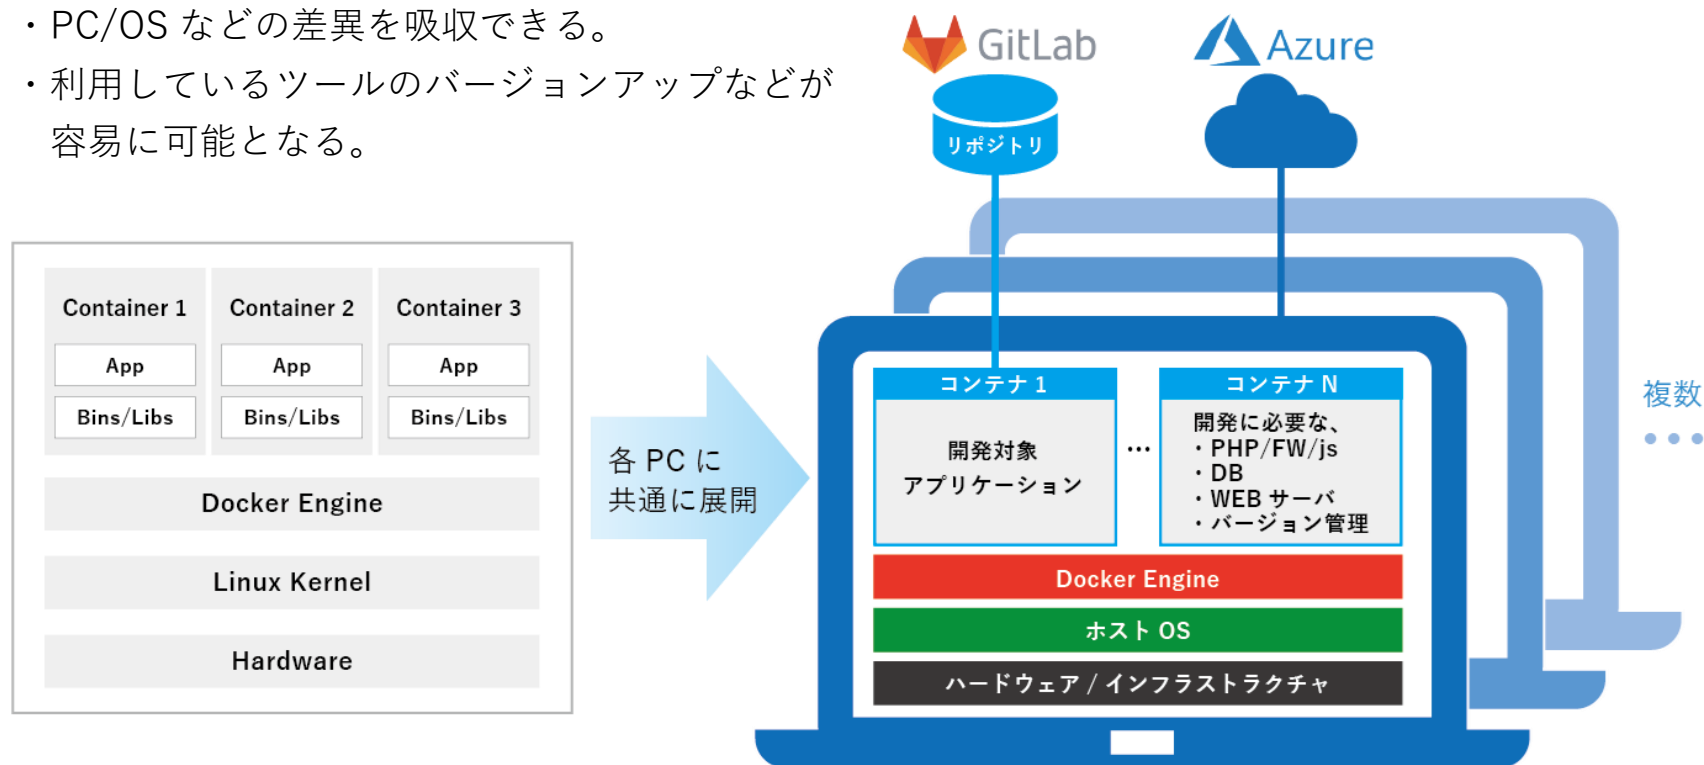 ・PC/OS などの差異を吸収できる。
・利用しているツールのバージョンアップなどが
容易に可能となる。
GitLab
Azure
リポジトリ
Container 1
App
Bins/Libs
Container 2
App
Bins/Libs
Container 3
App
Bins/Libs
Docker Engine
Linux Kernel
Hardware
各 PC に
共通に展開
コンテナ 1
開発対象
アプリケーション
…
コンテナ N
開発に必要な、
・PHP/FW/js
・DB
・WEB サーバ
・バージョン管理
Docker Engine
ホスト OS
ハードウェア / インフラストラクチャ
複数